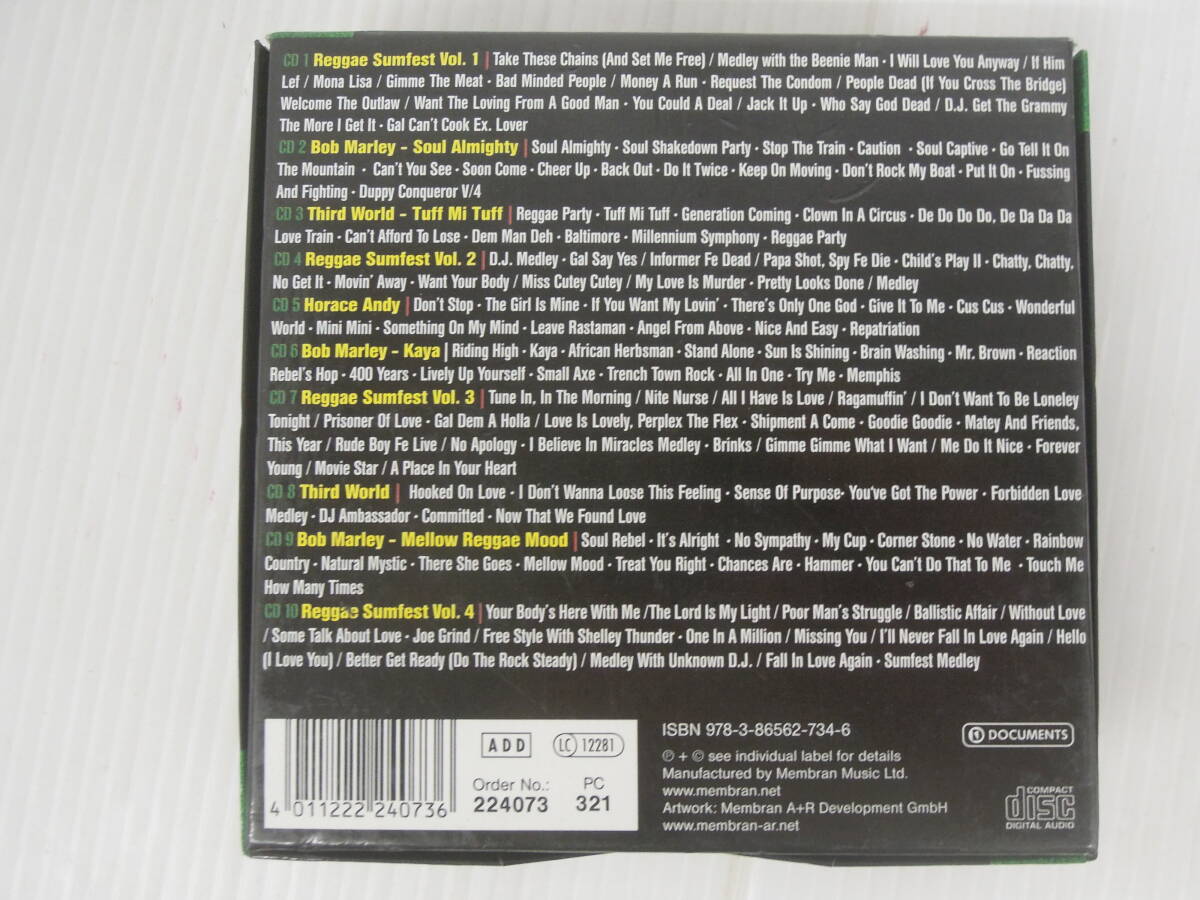 CD 1 Reggae Sumfest Vol. 1 | Take These Chains (And Set Me Free) / Medley with the Beenie Man · I Will Love You Anyway / If Him
Lef / Mona Lisa / Gimme The Meat · Bad Minded People / Money A Run · Request The Condom / People Dead (If You Cross The Bridge)
Welcome The Outlaw / Want The Loving From A Good Man · You Could A Deal / Jack It Up · Who Say God Dead / D.J. Get The Grammy
The More I Get It · Gal Can't Cook Ex. Lover
CD 2 Bob Marley - Soul Almighty | Soul Almighty · Soul Shakedown Party · Stop The Train · Caution · Soul Captive · Go Tell It On
The Mountain · Can't You See · Soon Come · Cheer Up · Back Out · Do It Twice · Keep On Moving · Don't Rock My Boat · Put It On · Fussing
And Fighting · Duppy Conqueror V/4
CD 3 Third World - Tuff Mi Tuff | Reggae Party · Tuff Mi Tuff · Generation Coming · Clown In A Circus · De Do Do Do, De Da Da Da
Love Train · Can't Afford To Lose · Dem Man Deh · Baltimore · Millennium Symphony · Reggae Party
CD 4 Reggae Sumfest Vol. 2 | D.J. Medley · Gal Say Yes / Informer Fe Dead / Papa Shot, Spy Fe Die · Child's Play II · Chatty, Chatty,
No Get It · Movin' Away · Want Your Body / Miss Cutey Cutey / My Love Is Murder · Pretty Looks Done / Medley
CD 5 Horace Andy | Don't Stop · The Girl Is Mine · If You Want My Lovin' · There's Only One God · Give It To Me · Cus Cus · Wonderful
World · Mini Mini · Something On My Mind · Leave Rastaman · Angel From Above · Nice And Easy · Repatriation
CD 6 Bob Marley - Kaya | Riding High · Kaya · African Herbsman · Stand Alone · Sun Is Shining · Brain Washing · Mr. Brown · Reaction
Rebel's Hop · 400 Years · Lively Up Yourself · Small Axe · Trench Town Rock · All In One · Try Me · Memphis
CD 7 Reggae Sumfest Vol. 3 | Tune In, In The Morning / Nite Nurse / All I Have Is Love / Ragamuffin' / I Don't Want To Be Loneley
Tonight / Prisoner Of Love · Gal Dem A Holla / Love Is Lovely, Perplex The Flex · Shipment A Come · Goodie Goodie · Matey And Friends,
This Year / Rude Boy Fe Live / No Apology · I Believe In Miracles Medley · Brinks / Gimme Gimme What I Want / Me Do It Nice · Forever
Young / Movie Star / A Place In Your Heart
CD 8 Third World | Hooked On Love · I Don't Wanna Loose This Feeling · Sense Of Purpose· You've Got The Power · Forbidden Love
Medley · DJ Ambassador · Committed · Now That We Found Love
CD 9 Bob Marley - Mellow Reggae Mood | Soul Rebel · It's Alright · No Sympathy · My Cup · Corner Stone · No Water · Rainbow
Country · Natural Mystic · There She Goes · Mellow Mood · Treat You Right · Chances Are · Hammer · You Can't Do That To Me · Touch Me
How Many Times
CD 10 Reggae Sumfest Vol. 4 | Your Body's Here With Me /The Lord Is My Light / Poor Man's Struggle / Ballistic Affair / Without Love
/ Some Talk About Love · Joe Grind / Free Style With Shelley Thunder · One In A Million / Missing You / I'll Never Fall In Love Again / Hello
(I Love You) / Better Get Ready (Do The Rock Steady) / Medley With Unknown D.J. / Fall In Love Again · Sumfest Medley
4 011222 240736
ADD
LC 12281
Order No.: PC
224073 321
ISBN 978-3-86562-734-6
℗ + © see individual label for details
Manufactured by Membran Music Ltd.
www.membran.net
Artwork: Membran A+R Development GmbH
www.membran-ar.net
DOCUMENTS
COMPACT
disc
DIGITAL AUDIO